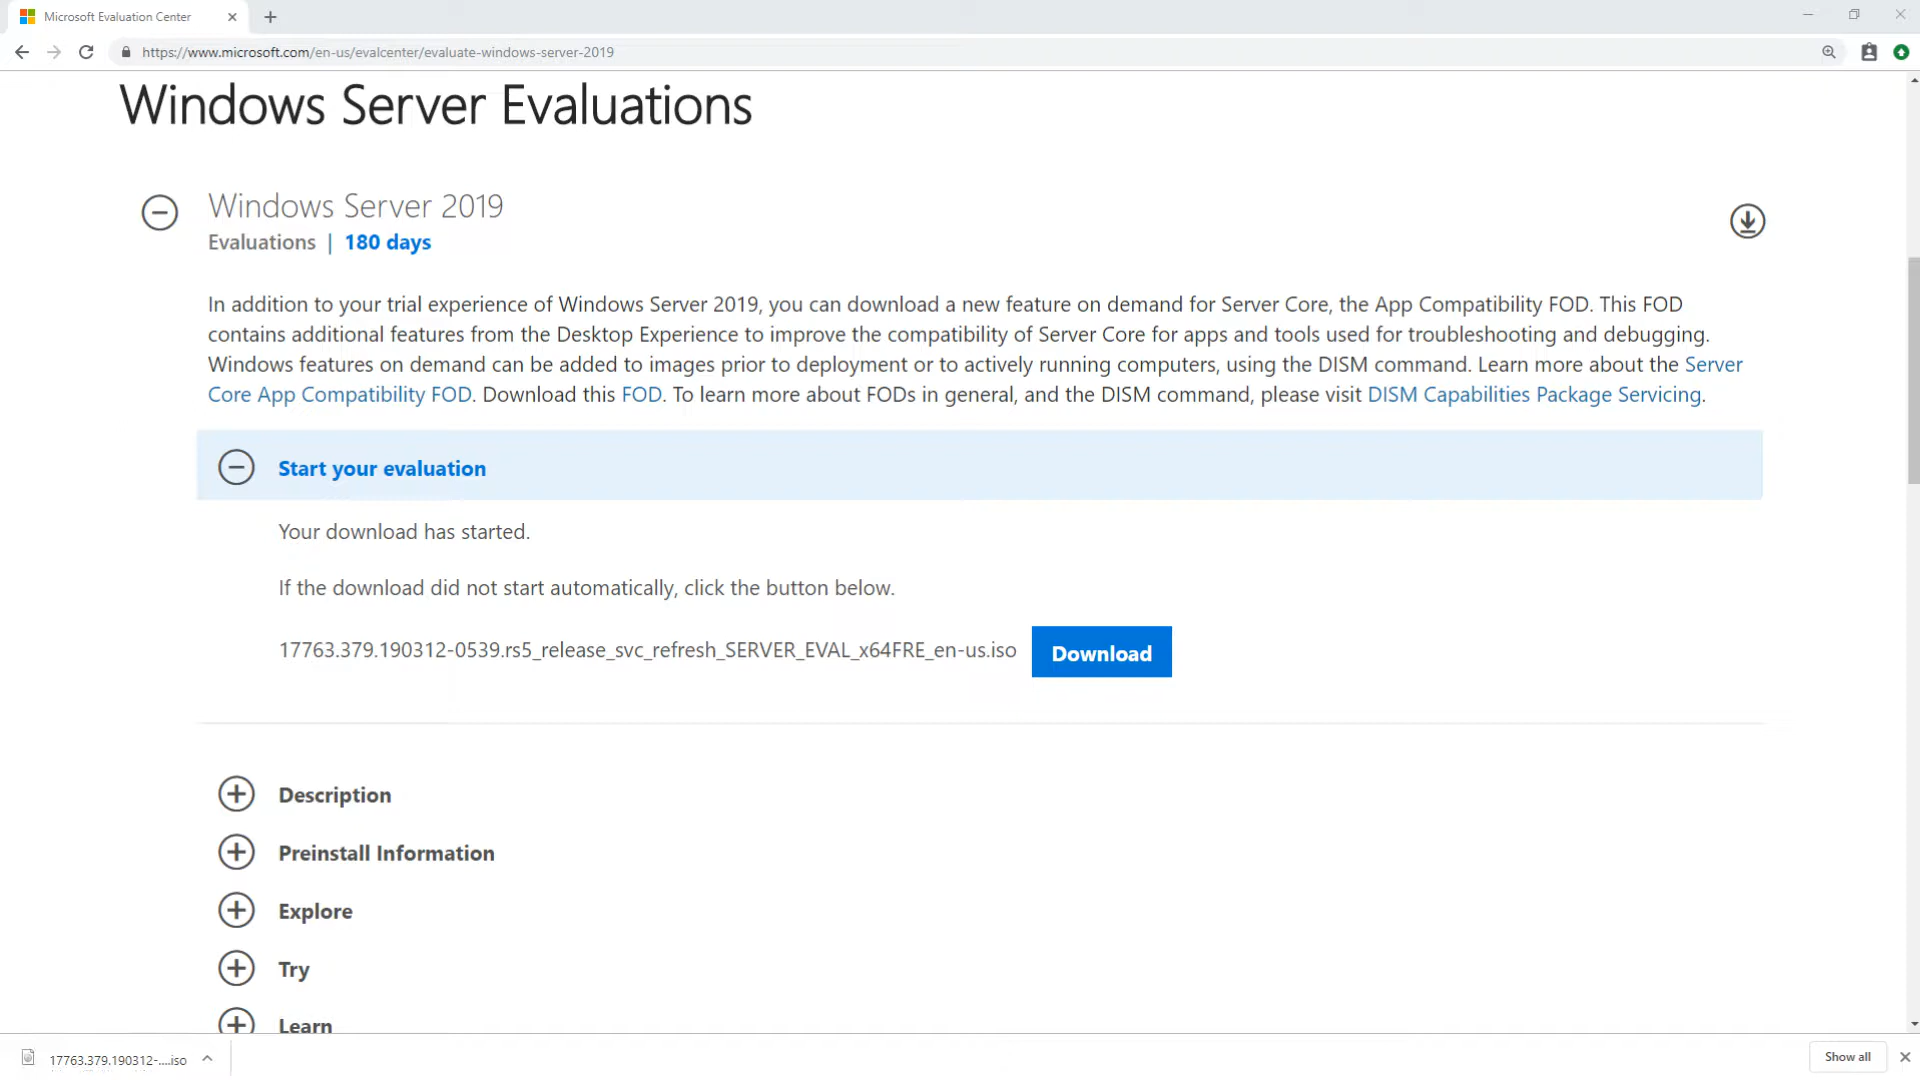 Microsoft Evaluation Center
https://www.microsoft.com/en-us/evalcenter/evaluate-windows-server-2019
Windows Server Evaluations
Windows Server 2019
Evaluations | 180 days
In addition to your trial experience of Windows Server 2019, you can download a new feature on demand for Server Core, the App Compatibility FOD. This FOD
contains additional features from the Desktop Experience to improve the compatibility of Server Core for apps and tools used for troubleshooting and debugging.
Windows features on demand can be added to images prior to deployment or to actively running computers, using the DISM command. Learn more about the Server
Core App Compatibility FOD. Download this FOD. To learn more about FODs in general, and the DISM command, please visit DISM Capabilities Package Servicing.
Start your evaluation
Your download has started.
If the download did not start automatically, click the button below.
17763.379.190312-0539.rs5_release_svc_refresh_SERVER_EVAL_x64FRE_en-us.iso Download
Description
Preinstall Information
Explore
Try
Learn
17763.379.190312-....iso
Show all